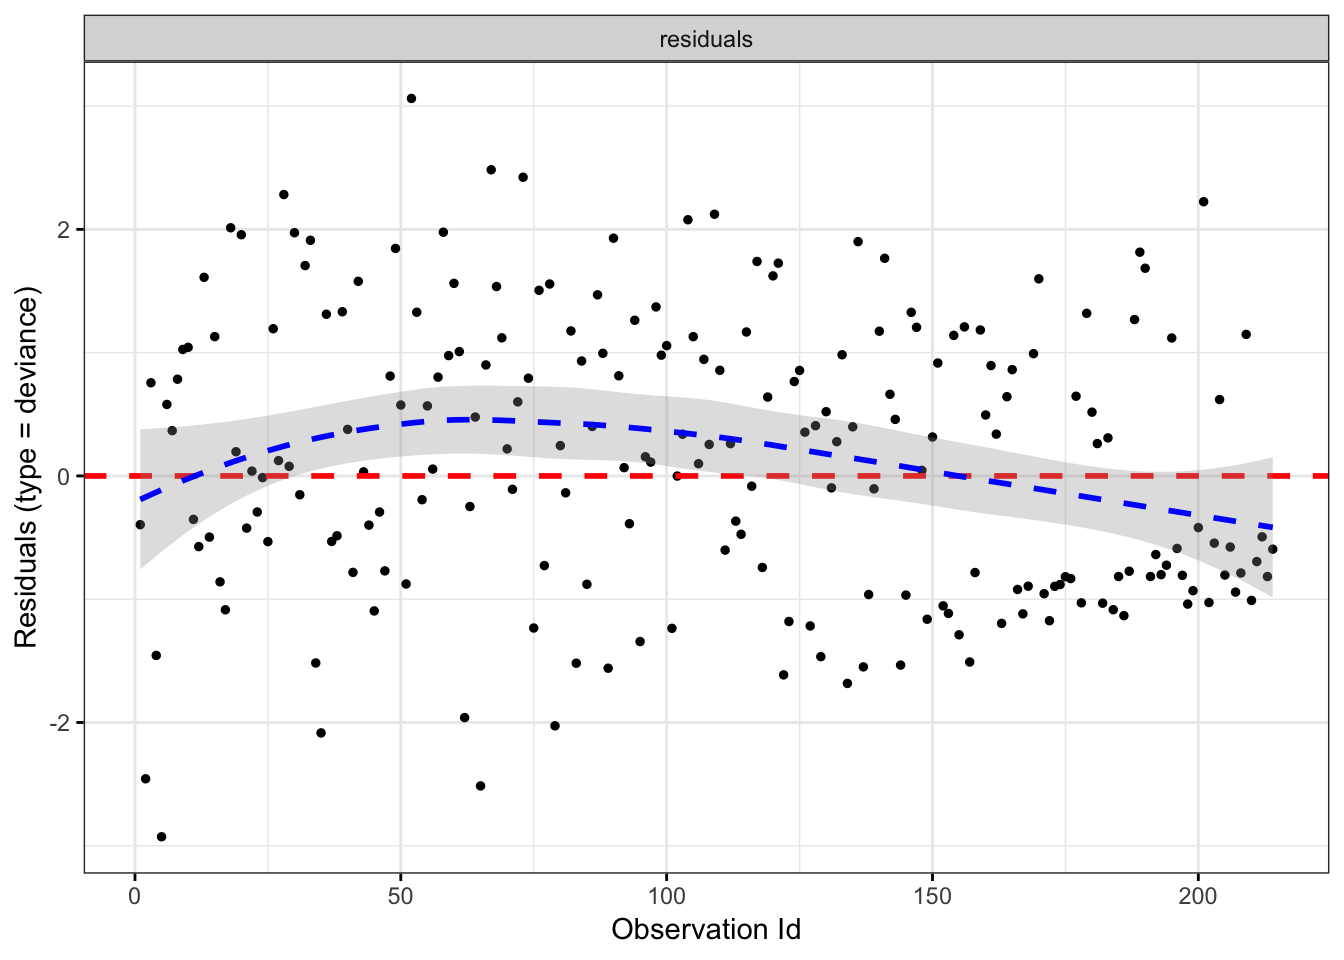 residuals
Residuals (type = deviance)
2
0
-2
0 50 100 150 200
Observation Id